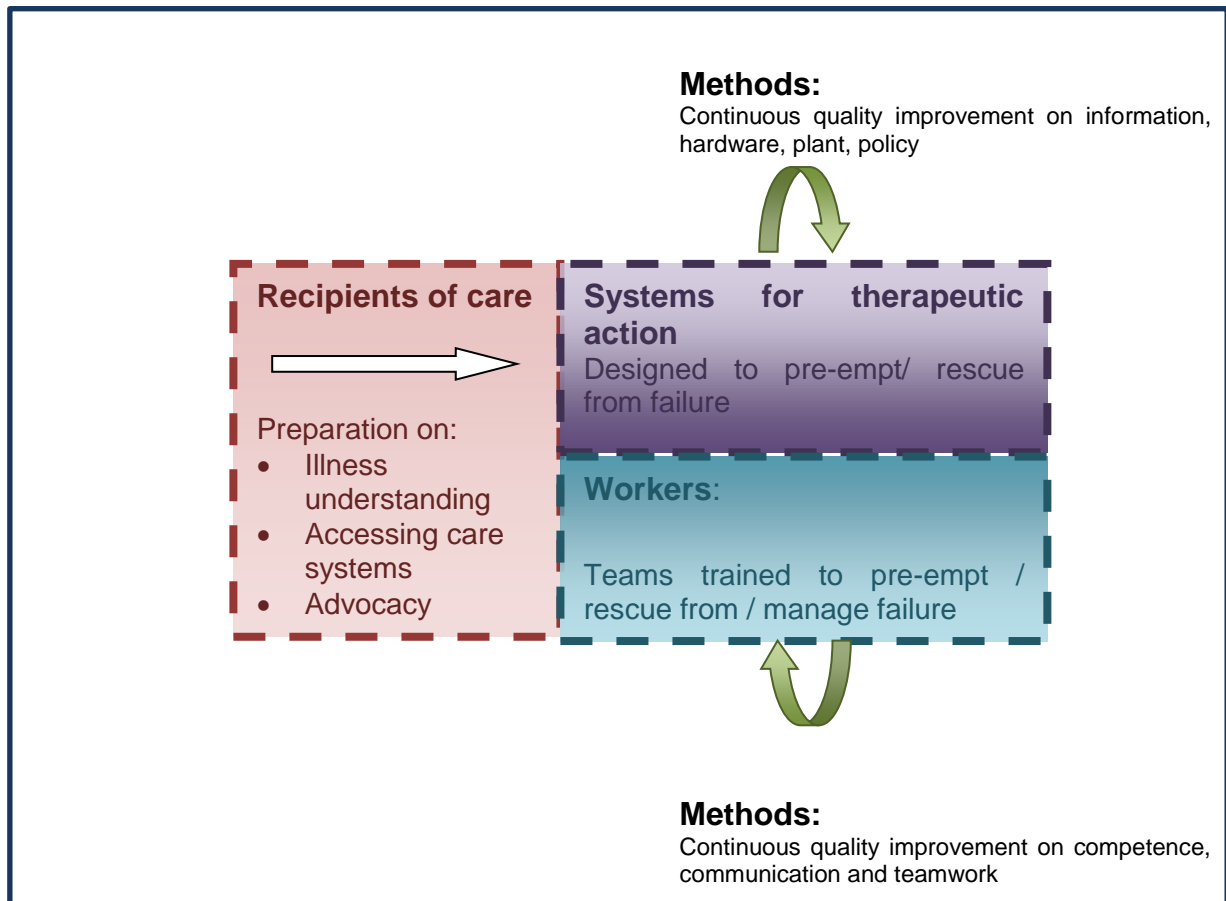 Methods:
Continuous quality improvement on information,
hardware, plant, policy
Recipients of care
Preparation on:
• Illness
understanding
• Accessing care
systems
• Advocacy
Systems for therapeutic
action
Designed to pre-empt/ rescue
from failure
Workers:
Teams trained to pre-empt /
rescue from / manage failure
Methods:
Continuous quality improvement on competence,
communication and teamwork